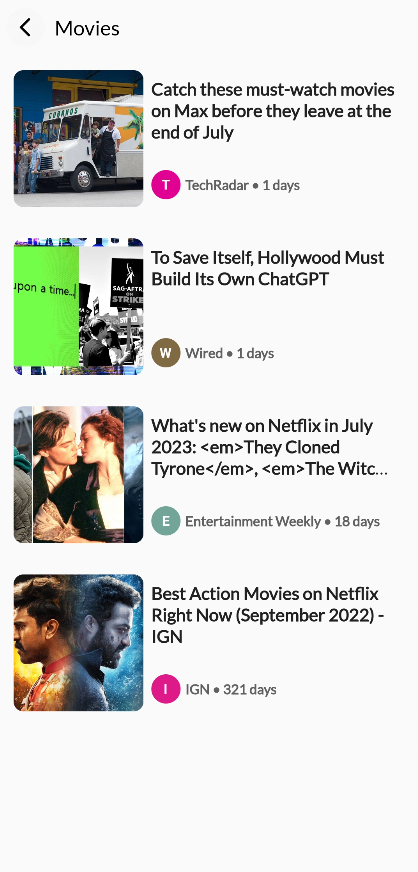 Movies
CUBANOS
Catch these must-watch movies
on Max before they leave at the
end of July
T TechRadar • 1 days
upon a time...
SAG-AFTRA
ON
STRIKE
To Save Itself, Hollywood Must
Build Its Own ChatGPT
W Wired • 1 days
What's new on Netflix in July
2023: <em>They Cloned
Tyrone</em>, <em>The Witc...
E Entertainment Weekly • 18 days
Best Action Movies on Netflix
Right Now (September 2022) -
IGN
I IGN • 321 days